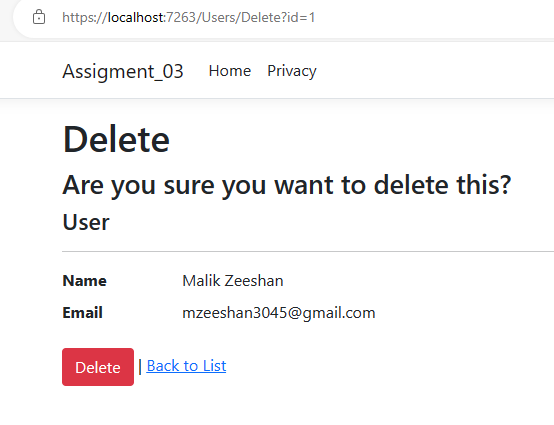 https://localhost:7263/Users/Delete?id=1
Assigment_03 Home Privacy
Delete
Are you sure you want to delete this?
User
Name Malik Zeeshan
Email mzeeshan3045@gmail.com
Delete | Back to List